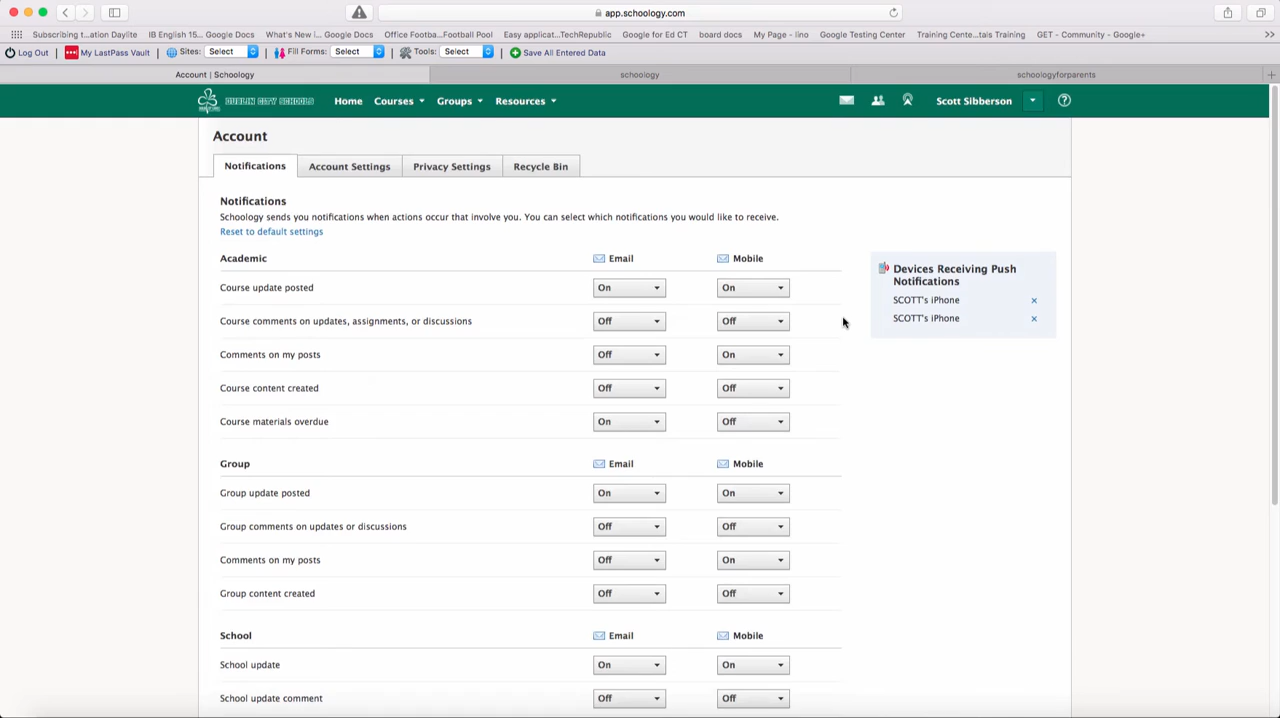 app.schoology.com
Subscribing t...ation Daylite IB English 15... Google Docs What's New i... Google Docs Office Footba...Football Pool Easy applicat...TechRepublic Google for Ed CT board docs My Page - lino Google Testing Center Training Cente...tals Training GET - Community - Google+ >>
Log Out | My LastPass Vault | Sites: Select Fill Forms: Select Tools: Select Save All Entered Data
Account | Schoology schoology schoologyforparents +
DUBLIN CITY SCHOOLS Home Courses Groups Resources Scott Sibberson ?
Account
Notifications Account Settings Privacy Settings Recycle Bin
Notifications
Schoology sends you notifications when actions occur that involve you. You can select which notifications you would like to receive.
Reset to default settings
Academic Email Mobile
Course update posted On On
Course comments on updates, assignments, or discussions Off Off
Comments on my posts Off On
Course content created Off Off
Course materials overdue On Off
Devices Receiving Push
Notifications
SCOTT's iPhone ×
SCOTT's iPhone ×
Group Email Mobile
Group update posted On On
Group comments on updates or discussions Off Off
Comments on my posts Off On
Group content created Off Off
School Email Mobile
School update On On
School update comment Off Off